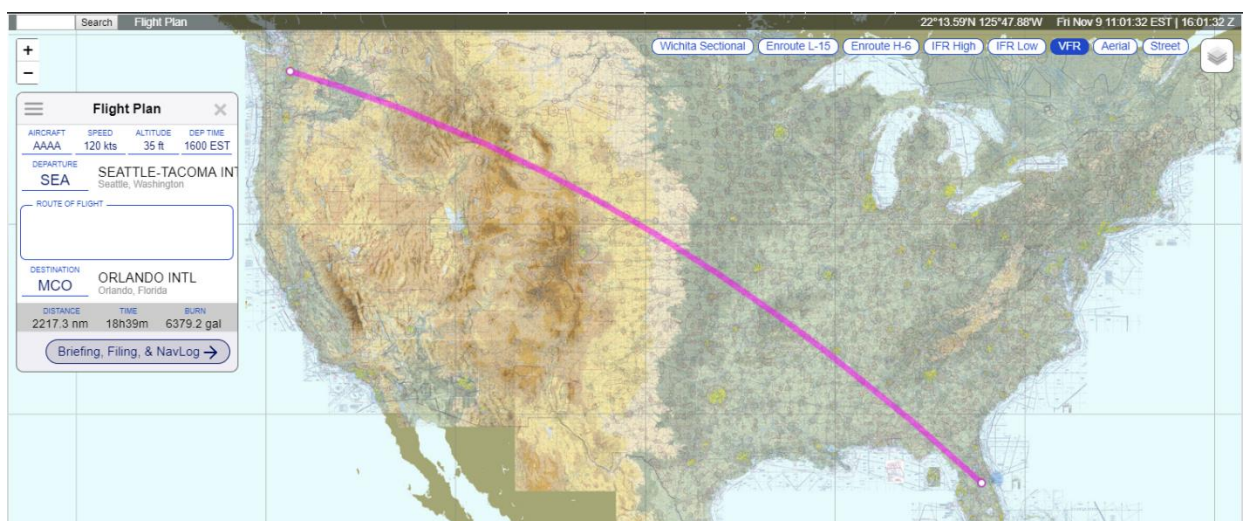 Search Flight Plan 22°13.59'N 125°47.88'W Fri Nov 9 11:01:32 EST | 16:01:32 Z
Wichita Sectional Enroute L-15 Enroute H-6 IFR High IFR Low VFR Aerial Street
+
−
Flight Plan ×
AIRCRAFT SPEED ALTITUDE DEP TIME
AAAA 120 kts 35 ft 1600 EST
DEPARTURE
SEA SEATTLE-TACOMA INT
Seattle, Washington
ROUTE OF FLIGHT
DESTINATION
MCO ORLANDO INTL
Orlando, Florida
DISTANCE TIME BURN
2217.3 nm 18h39m 6379.2 gal
Briefing, Filing, & NavLog →